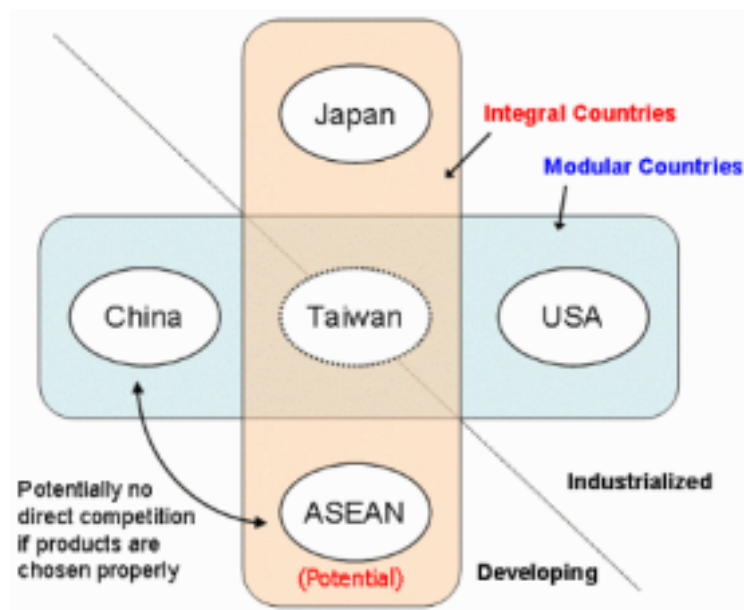 Japan
Integral Countries
Modular Countries
China
Taiwan
USA
Potentially no
direct competition
if products are
chosen properly
ASEAN
(Potential)
Industrialized
Developing